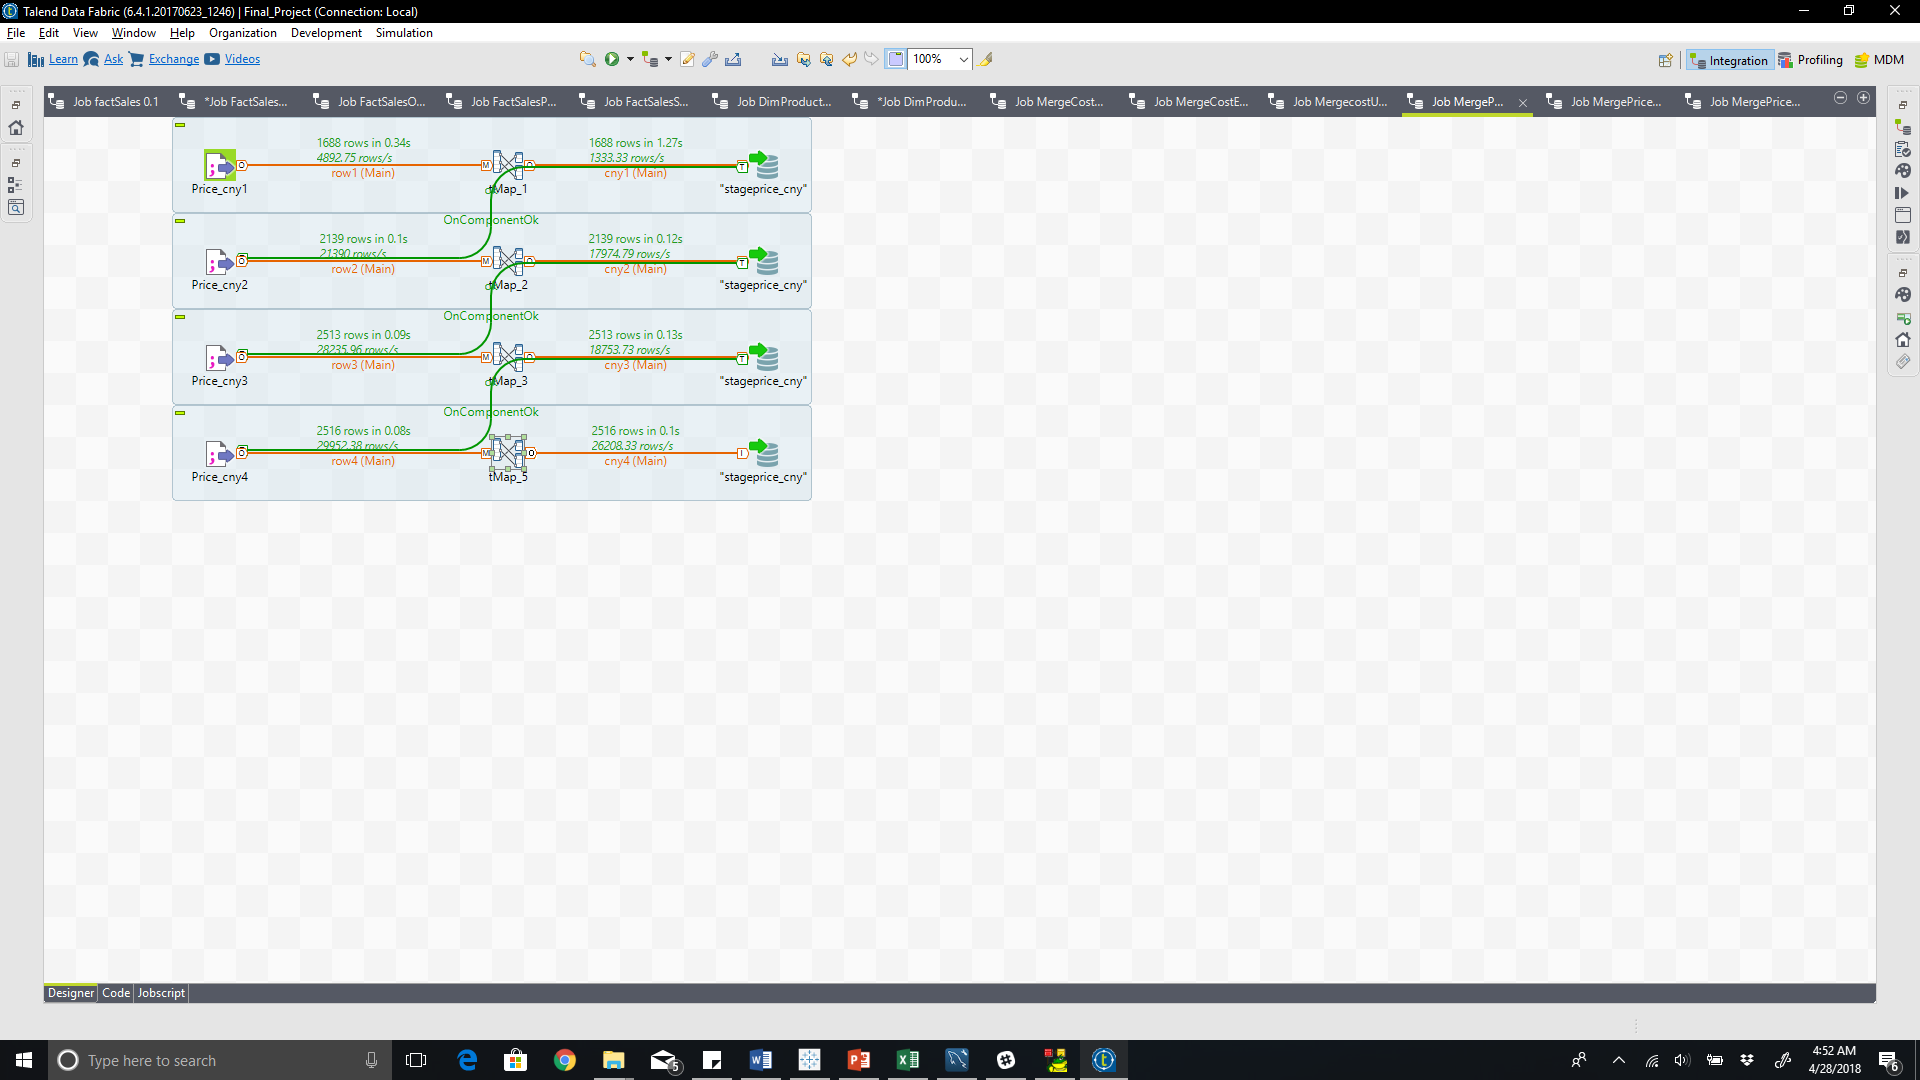 Talend Data Fabric (6.4.1.20170623_1246) | Final_Project (Connection: Local)
File Edit View Window Help Organization Development Simulation
Learn Ask Exchange Videos 100% Integration Profiling MDM
Job factSales 0.1 *Job FactSales... Job FactSalesO... Job FactSalesP... Job FactSalesS... Job DimProduct... *Job DimProdu... Job MergeCost... Job MergeCostE... Job MergecostU... Job MergeP... Job MergePrice... Job MergePrice...
1688 rows in 0.34s 1688 rows in 1.27s
4892.75 rows/s 1333.33 rows/s
row1 (Main) cny1 (Main)
Price_cny1 tMap_1 "stageprice_cny"
OnComponentOk
2139 rows in 0.1s 2139 rows in 0.12s
21390 rows/s 17974.79 rows/s
row2 (Main) cny2 (Main)
Price_cny2 tMap_2 "stageprice_cny"
OnComponentOk
2513 rows in 0.09s 2513 rows in 0.13s
28235.96 rows/s 18753.73 rows/s
row3 (Main) cny3 (Main)
Price_cny3 tMap_3 "stageprice_cny"
OnComponentOk
2516 rows in 0.08s 2516 rows in 0.1s
29952.38 rows/s 26208.33 rows/s
row4 (Main) cny4 (Main)
Price_cny4 tMap_5 "stageprice_cny"
Designer Code Jobscript
Type here to search 5 4:52 AM
4/28/2018 6